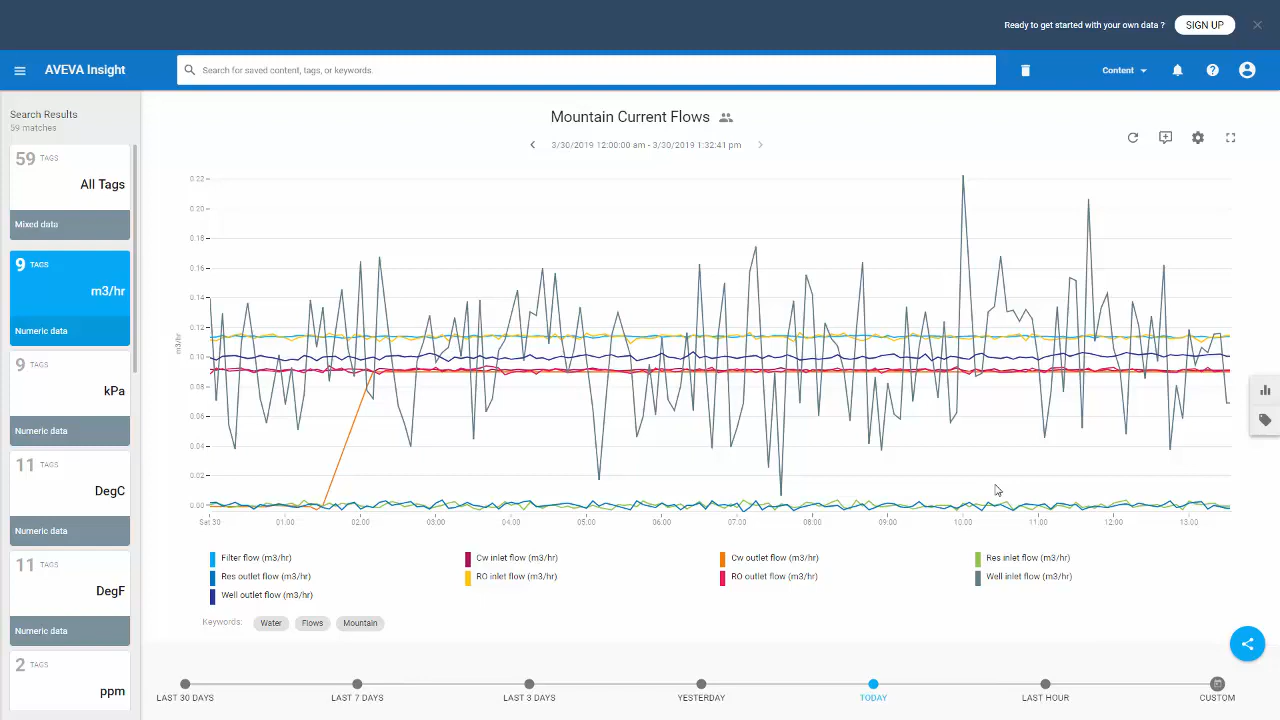 Ready to get started with your own data ?
SIGN UP
AVEVA Insight
Search for saved content, tags, or keywords.
Content
Search Results
59 matches
59 TAGS
All Tags
Mixed data
9 TAGS
m3/hr
Numeric data
9 TAGS
kPa
Numeric data
11 TAGS
DegC
Numeric data
11 TAGS
DegF
Numeric data
2 TAGS
ppm
Mountain Current Flows
3/30/2019 12:00:00 am - 3/30/2019 1:32:41 pm
m3/hr
0.22
0.20
0.18
0.16
0.14
0.12
0.10
0.08
0.06
0.04
0.02
0.00
Sat 30 01:00 02:00 03:00 04:00 05:00 06:00 07:00 08:00 09:00 10:00 11:00 12:00 13:00
Filter flow (m3/hr) Cw inlet flow (m3/hr) Cw outlet flow (m3/hr) Res inlet flow (m3/hr)
Res outlet flow (m3/hr) RO inlet flow (m3/hr) RO outlet flow (m3/hr) Well inlet flow (m3/hr)
Well outlet flow (m3/hr)
Keywords: Water Flows Mountain
LAST 30 DAYS LAST 7 DAYS LAST 3 DAYS YESTERDAY TODAY LAST HOUR CUSTOM